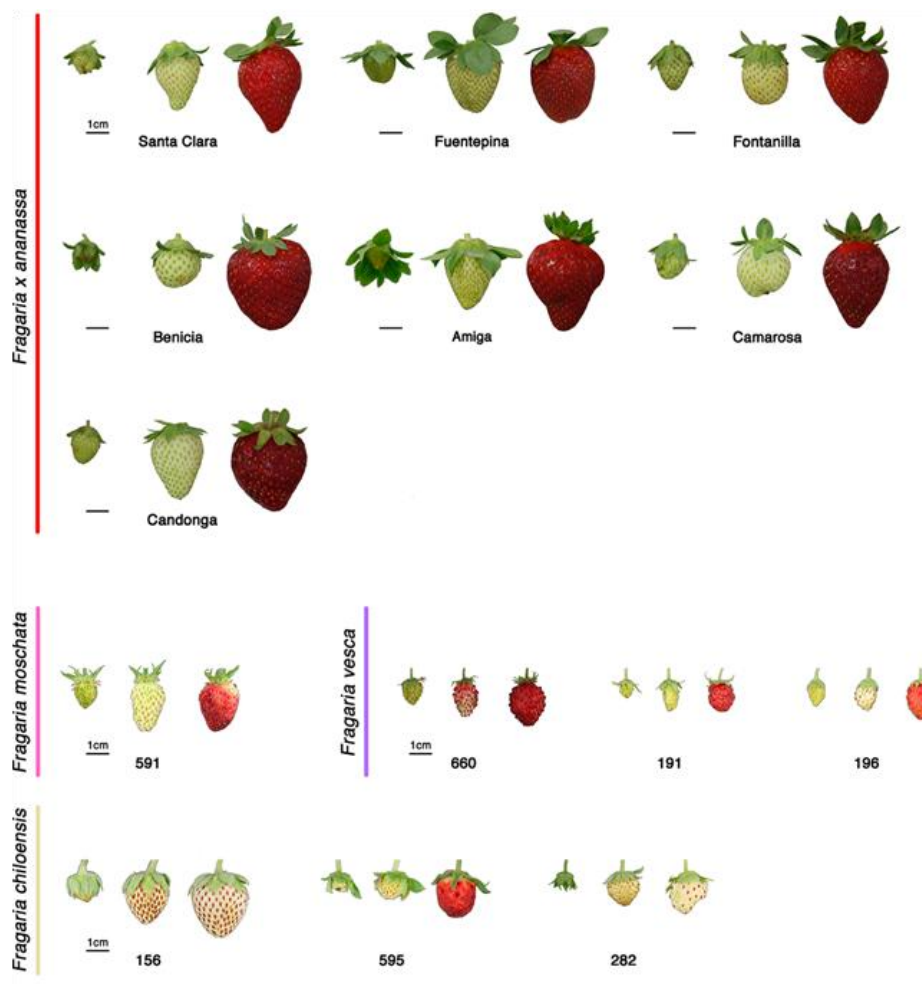 Fragaria x ananassa
1cm
Santa Clara
Fuentepina
Fontanilla
Benicia
Amiga
Camarosa
Candonga
Fragaria moschata
1cm
591
Fragaria vesca
1cm
660
191
196
Fragaria chiloensis
1cm
156
595
282